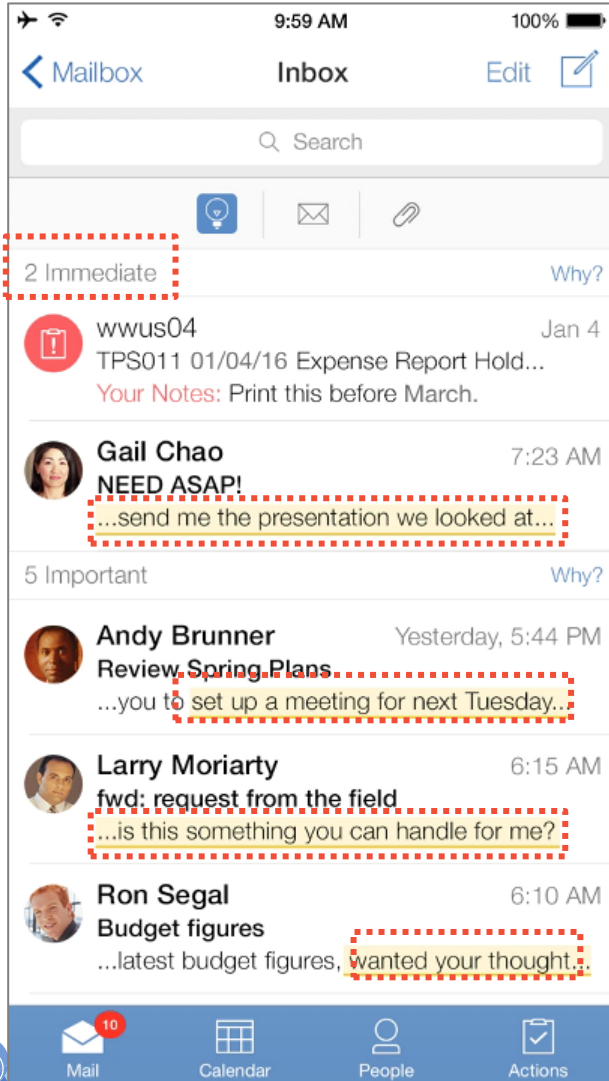 9:59 AM 100%
Mailbox Inbox Edit
Search
2 Immediate Why?
wwus04 Jan 4
TPS011 01/04/16 Expense Report Hold...
Your Notes: Print this before March.
Gail Chao 7:23 AM
NEED ASAP!
...send me the presentation we looked at...
5 Important Why?
Andy Brunner Yesterday, 5:44 PM
Review Spring Plans
...you to set up a meeting for next Tuesday...
Larry Moriarty 6:15 AM
fwd: request from the field
...is this something you can handle for me?
Ron Segal 6:10 AM
Budget figures
...latest budget figures, wanted your thought...
10
Mail Calendar People Actions